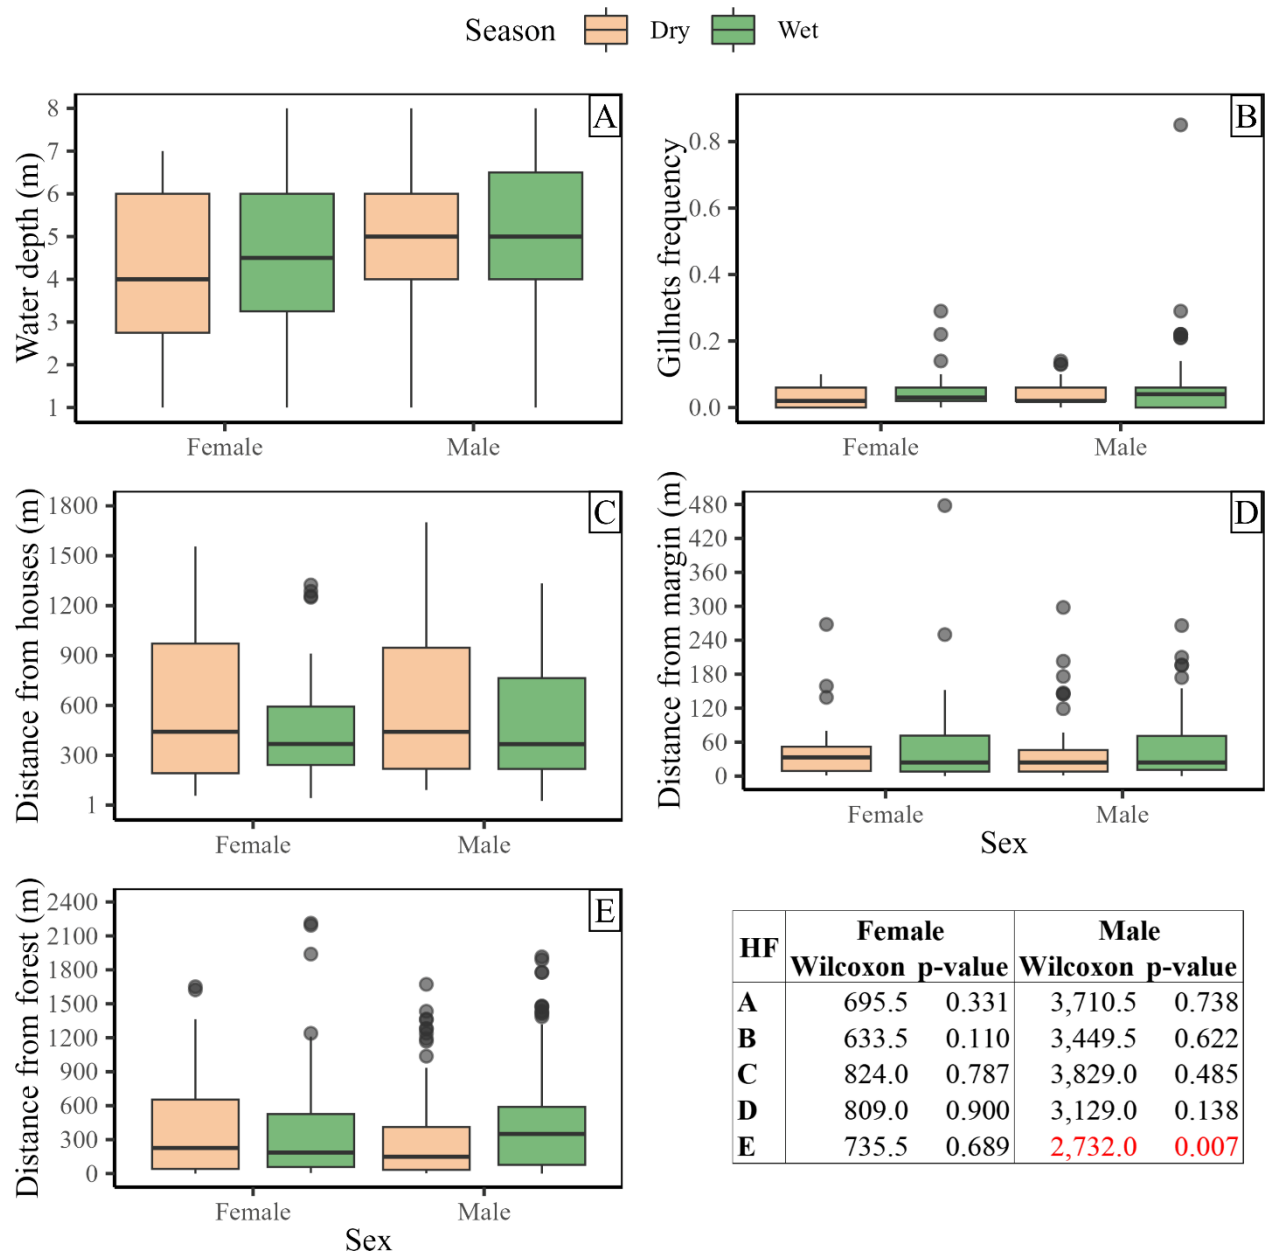 Season Dry Wet
A
Water depth (m)
8
7
6
5
4
3
2
1
Female Male
B
Gillnets frequency
0.8
0.6
0.4
0.2
0.0
Female Male
C
Distance from houses (m)
1800
1500
1200
900
600
300
1
Female Male
D
Distance from margin (m)
480
420
360
300
240
180
120
60
0
Female Male
Sex
E
Distance from forest (m)
2400
2100
1800
1500
1200
900
600
300
0
Female Male
Sex
HF Female Male
Wilcoxon p-value Wilcoxon p-value
A 695.5 0.331 3,710.5 0.738
B 633.5 0.110 3,449.5 0.622
C 824.0 0.787 3,829.0 0.485
D 809.0 0.900 3,129.0 0.138
E 735.5 0.689 2,732.0 0.007